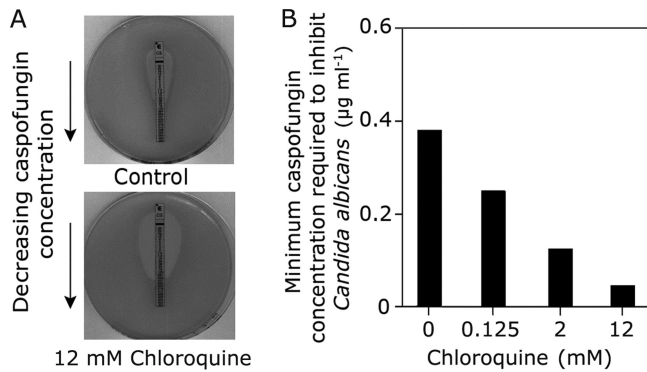 A
Decreasing caspofungin
concentration
Control
12 mM Chloroquine
B
Minimum caspofungin
concentration required to inhibit
Candida albicans (µg ml⁻¹)
0.6
0.4
0.2
0
0
0.125
2
12
Chloroquine (mM)